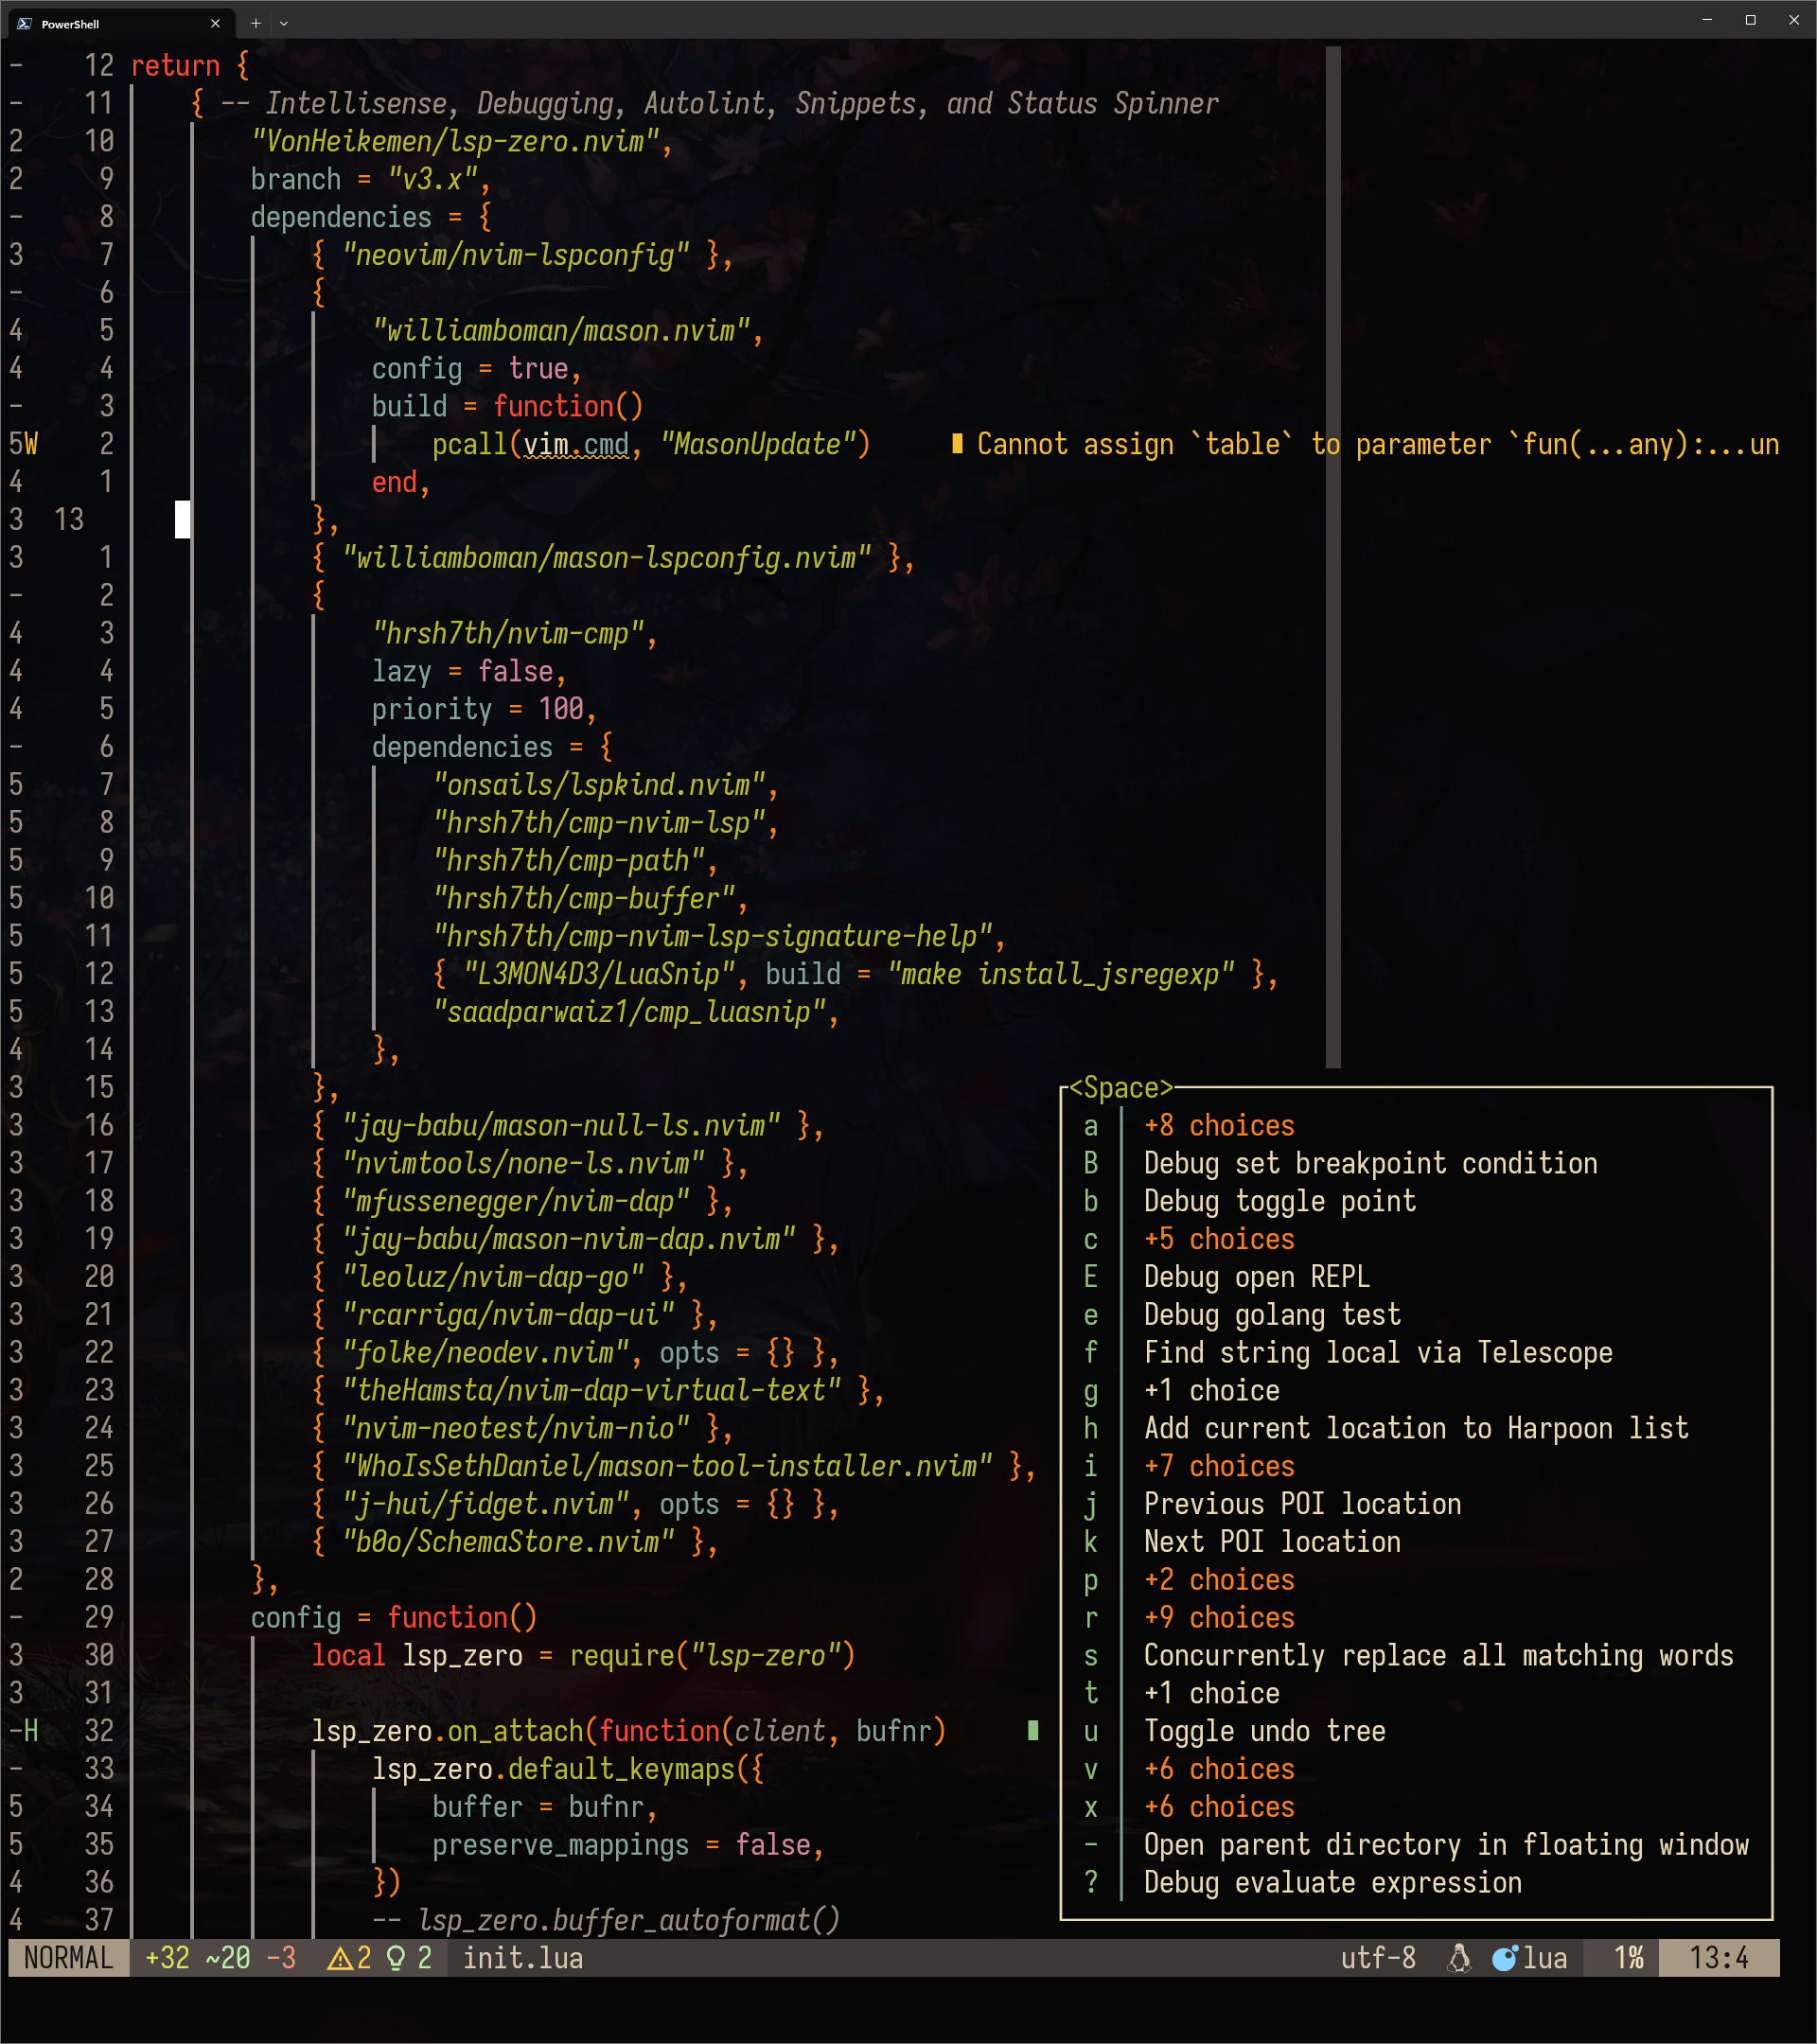 PowerShell
- 12 return {
- 11 { -- Intellisense, Debugging, Autolint, Snippets, and Status Spinner
2 10 "VonHeikemen/lsp-zero.nvim",
2 9 branch = "v3.x",
- 8 dependencies = {
3 7 { "neovim/nvim-lspconfig" },
- 6 {
4 5 "williamboman/mason.nvim",
4 4 config = true,
- 3 build = function()
5W 2 pcall(vim.cmd, "MasonUpdate") Cannot assign `table` to parameter `fun(...any):...un
4 1 end,
3 13 },
3 1 { "williamboman/mason-lspconfig.nvim" },
- 2 {
4 3 "hrsh7th/nvim-cmp",
4 4 lazy = false,
4 5 priority = 100,
- 6 dependencies = {
5 7 "onsails/lspkind.nvim",
5 8 "hrsh7th/cmp-nvim-lsp",
5 9 "hrsh7th/cmp-path",
5 10 "hrsh7th/cmp-buffer",
5 11 "hrsh7th/cmp-nvim-lsp-signature-help",
5 12 { "L3MON4D3/LuaSnip", build = "make install_jsregexp" },
5 13 "saadparwaiz1/cmp_luasnip",
4 14 },
3 15 },
3 16 { "jay-babu/mason-null-ls.nvim" },
3 17 { "nvimtools/none-ls.nvim" },
3 18 { "mfussenegger/nvim-dap" },
3 19 { "jay-babu/mason-nvim-dap.nvim" },
3 20 { "leoluz/nvim-dap-go" },
3 21 { "rcarriga/nvim-dap-ui" },
3 22 { "folke/neodev.nvim", opts = {} },
3 23 { "theHamsta/nvim-dap-virtual-text" },
3 24 { "nvim-neotest/nvim-nio" },
3 25 { "WhoIsSethDaniel/mason-tool-installer.nvim" },
3 26 { "j-hui/fidget.nvim", opts = {} },
3 27 { "b0o/SchemaStore.nvim" },
2 28 },
- 29 config = function()
3 30 local lsp_zero = require("lsp-zero")
3 31
-H 32 lsp_zero.on_attach(function(client, bufnr)
- 33 lsp_zero.default_keymaps({
5 34 buffer = bufnr,
5 35 preserve_mappings = false,
4 36 })
4 37 -- lsp_zero.buffer_autoformat()
<Space>
a +8 choices
B Debug set breakpoint condition
b Debug toggle point
c +5 choices
E Debug open REPL
e Debug golang test
f Find string local via Telescope
g +1 choice
h Add current location to Harpoon list
i +7 choices
j Previous POI location
k Next POI location
p +2 choices
r +9 choices
s Concurrently replace all matching words
t +1 choice
u Toggle undo tree
v +6 choices
x +6 choices
- Open parent directory in floating window
? Debug evaluate expression
NORMAL +32 ~20 -3 2 2 init.lua utf-8 lua 1% 13:4